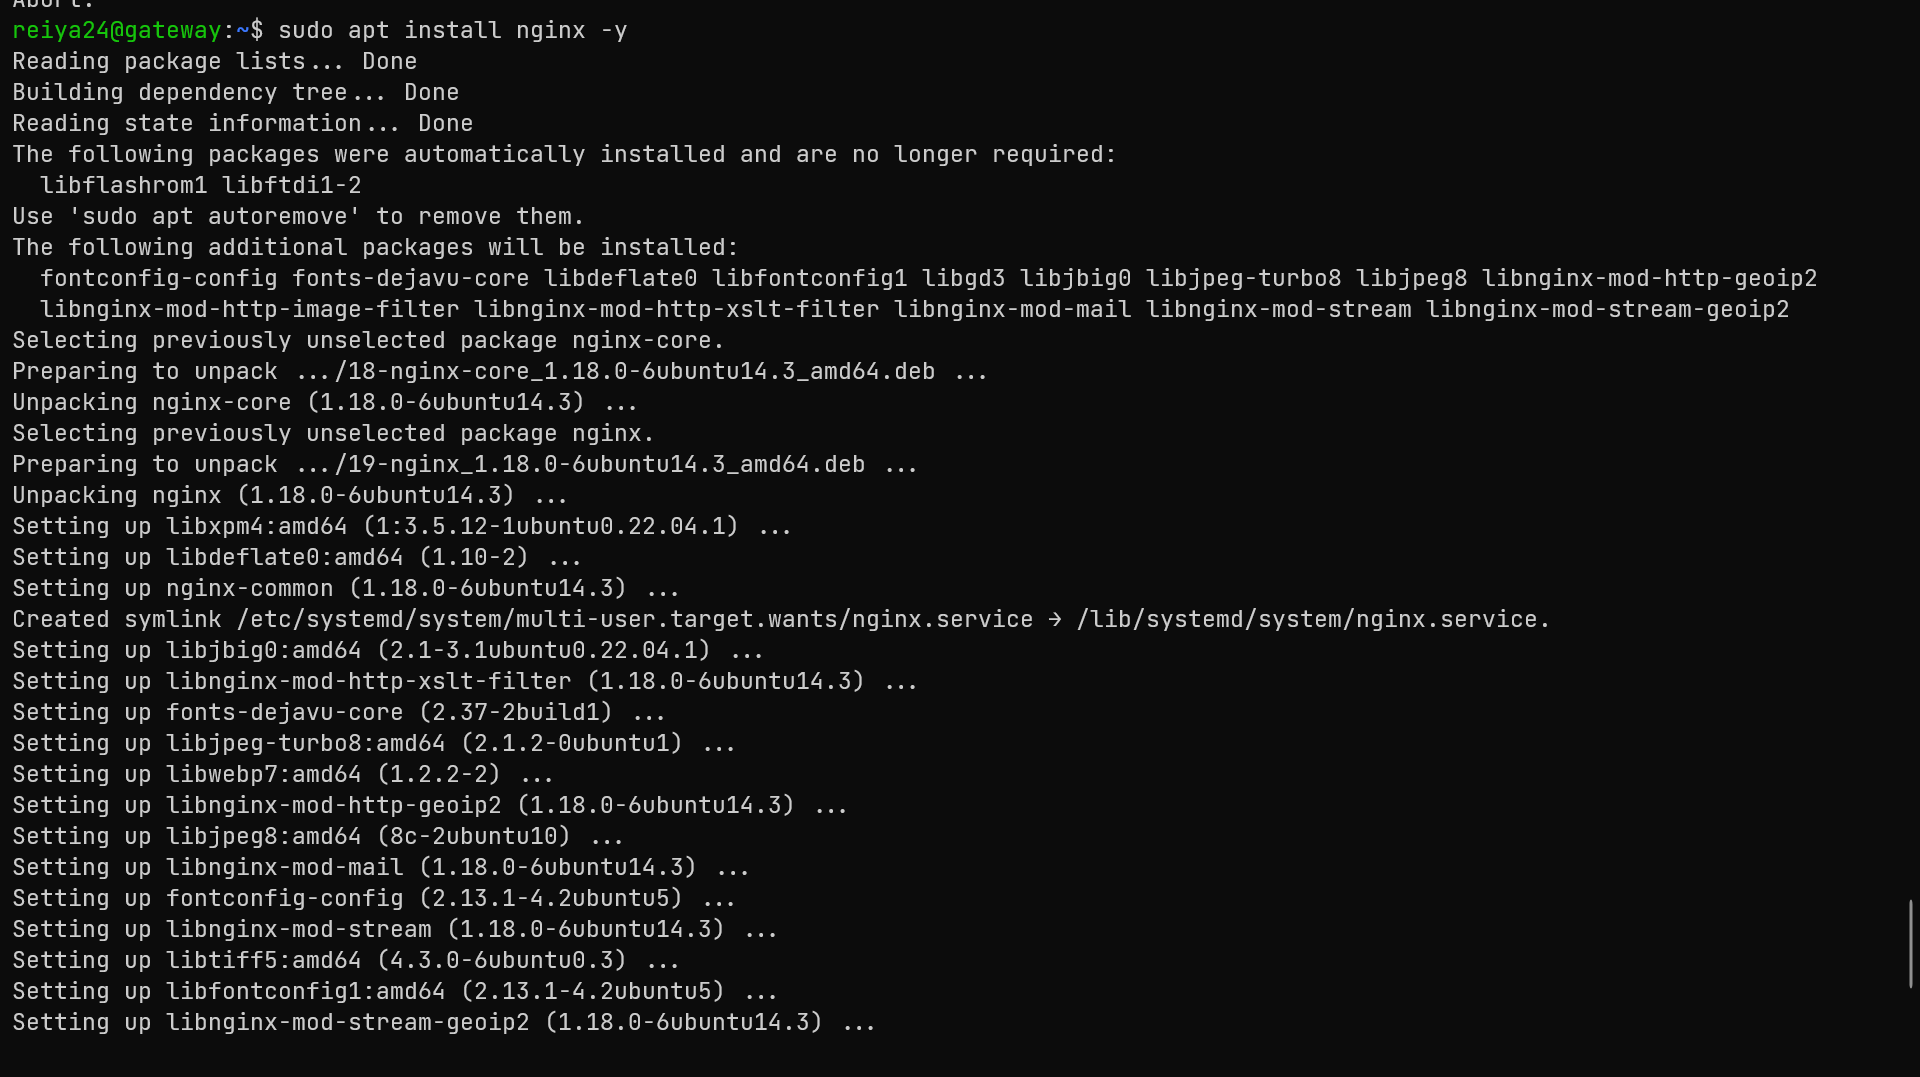 Abort.
reiya24@gateway:~$ sudo apt install nginx -y
Reading package lists... Done
Building dependency tree... Done
Reading state information... Done
The following packages were automatically installed and are no longer required:
  libflashrom1 libftdi1-2
Use 'sudo apt autoremove' to remove them.
The following additional packages will be installed:
  fontconfig-config fonts-dejavu-core libdeflate0 libfontconfig1 libgd3 libjbig0 libjpeg-turbo8 libjpeg8 libnginx-mod-http-geoip2
  libnginx-mod-http-image-filter libnginx-mod-http-xslt-filter libnginx-mod-mail libnginx-mod-stream libnginx-mod-stream-geoip2
Selecting previously unselected package nginx-core.
Preparing to unpack .../18-nginx-core_1.18.0-6ubuntu14.3_amd64.deb ...
Unpacking nginx-core (1.18.0-6ubuntu14.3) ...
Selecting previously unselected package nginx.
Preparing to unpack .../19-nginx_1.18.0-6ubuntu14.3_amd64.deb ...
Unpacking nginx (1.18.0-6ubuntu14.3) ...
Setting up libxpm4:amd64 (1:3.5.12-1ubuntu0.22.04.1) ...
Setting up libdeflate0:amd64 (1.10-2) ...
Setting up nginx-common (1.18.0-6ubuntu14.3) ...
Created symlink /etc/systemd/system/multi-user.target.wants/nginx.service → /lib/systemd/system/nginx.service.
Setting up libjbig0:amd64 (2.1-3.1ubuntu0.22.04.1) ...
Setting up libnginx-mod-http-xslt-filter (1.18.0-6ubuntu14.3) ...
Setting up fonts-dejavu-core (2.37-2build1) ...
Setting up libjpeg-turbo8:amd64 (2.1.2-0ubuntu1) ...
Setting up libwebp7:amd64 (1.2.2-2) ...
Setting up libnginx-mod-http-geoip2 (1.18.0-6ubuntu14.3) ...
Setting up libjpeg8:amd64 (8c-2ubuntu10) ...
Setting up libnginx-mod-mail (1.18.0-6ubuntu14.3) ...
Setting up fontconfig-config (2.13.1-4.2ubuntu5) ...
Setting up libnginx-mod-stream (1.18.0-6ubuntu14.3) ...
Setting up libtiff5:amd64 (4.3.0-6ubuntu0.3) ...
Setting up libfontconfig1:amd64 (2.13.1-4.2ubuntu5) ...
Setting up libnginx-mod-stream-geoip2 (1.18.0-6ubuntu14.3) ...